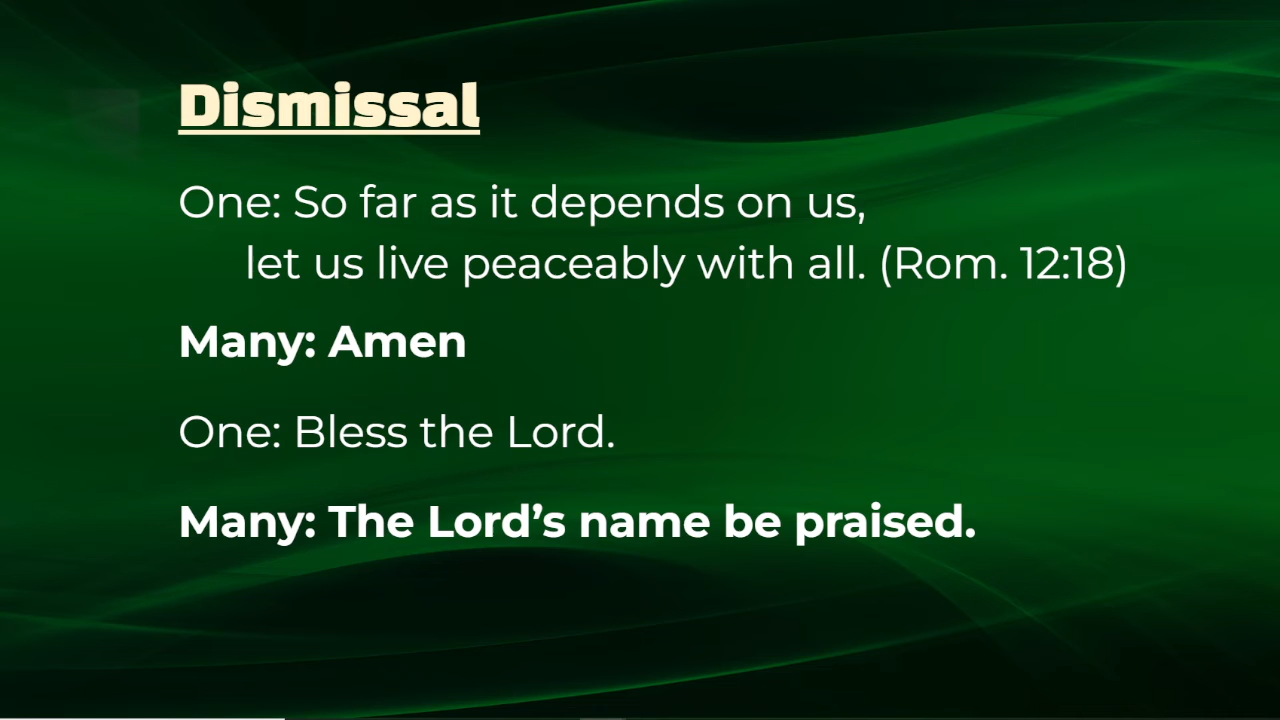 Dismissal
One: So far as it depends on us,
let us live peaceably with all. (Rom. 12:18)
Many: Amen
One: Bless the Lord.
Many: The Lord’s name be praised.